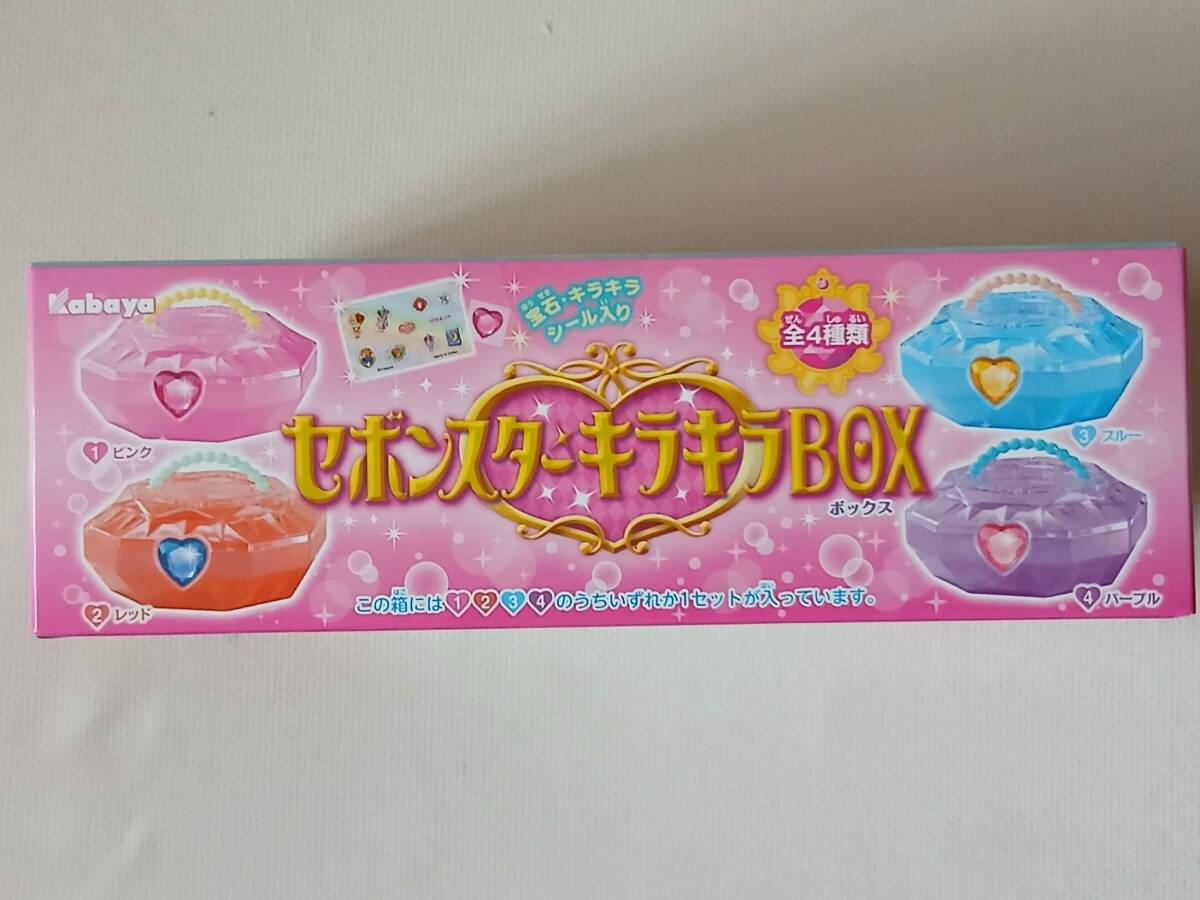 Kabaya
宝石・キラキラ
シール入り
全4種類
セボンスターキラキラBOX
ボックス
1 ピンク
2 レッド
3 ブルー
4 パープル
この箱には1 2 3 4のうちいずれか1セットが入っています。